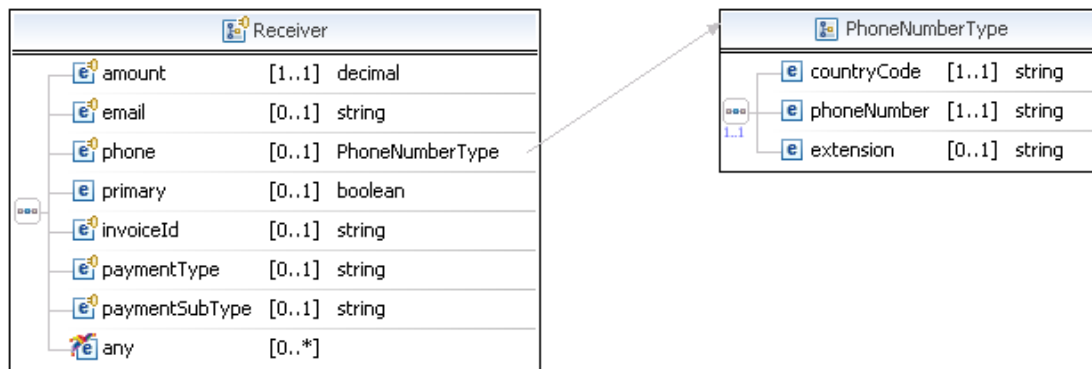 Receiver
amount [1..1] decimal
email [0..1] string
phone [0..1] PhoneNumberType
primary [0..1] boolean
invoiceId [0..1] string
paymentType [0..1] string
paymentSubType [0..1] string
any [0..*]
PhoneNumberType
countryCode [1..1] string
phoneNumber [1..1] string
1..1
extension [0..1] string